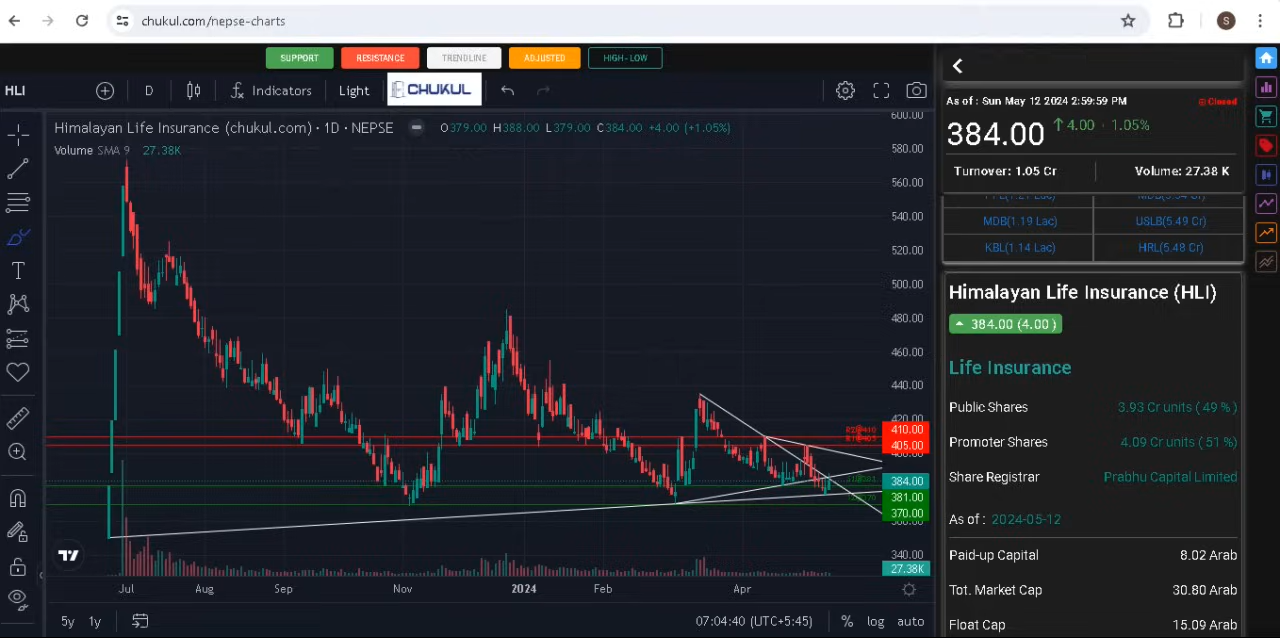 chukul.com/nepse-charts
S
SUPPORT RESISTANCE TRENDLINE ADJUSTED HIGH - LOW
HLI D Indicators Light CHUKUL
Himalayan Life Insurance (chukul.com) · 1D · NEPSE O379.00 H388.00 L379.00 C384.00 +4.00 (+1.05%)
Volume SMA 9 27.38K
600.00
580.00
560.00
540.00
520.00
500.00
480.00
460.00
440.00
420.00
410.00
405.00
400.00
384.00
381.00
370.00
360.00
340.00
27.38K
Jul Aug Sep Nov 2024 Feb Apr
5y 1y 07:04:40 (UTC+5:45) % log auto
As of : Sun May 12 2024 2:59:59 PM Closed
384.00 4.00 · 1.05%
Turnover: 1.05 Cr Volume: 27.38 K
MDB(1.19 Lac) USLB(5.49 Cr)
KBL(1.14 Lac) HRL(5.48 Cr)
Himalayan Life Insurance (HLI)
384.00 (4.00 )
Life Insurance
Public Shares 3.93 Cr units ( 49 % )
Promoter Shares 4.09 Cr units ( 51 % )
Share Registrar Prabhu Capital Limited
As of : 2024-05-12
Paid-up Capital 8.02 Arab
Tot. Market Cap 30.80 Arab
Float Cap 15.09 Arab